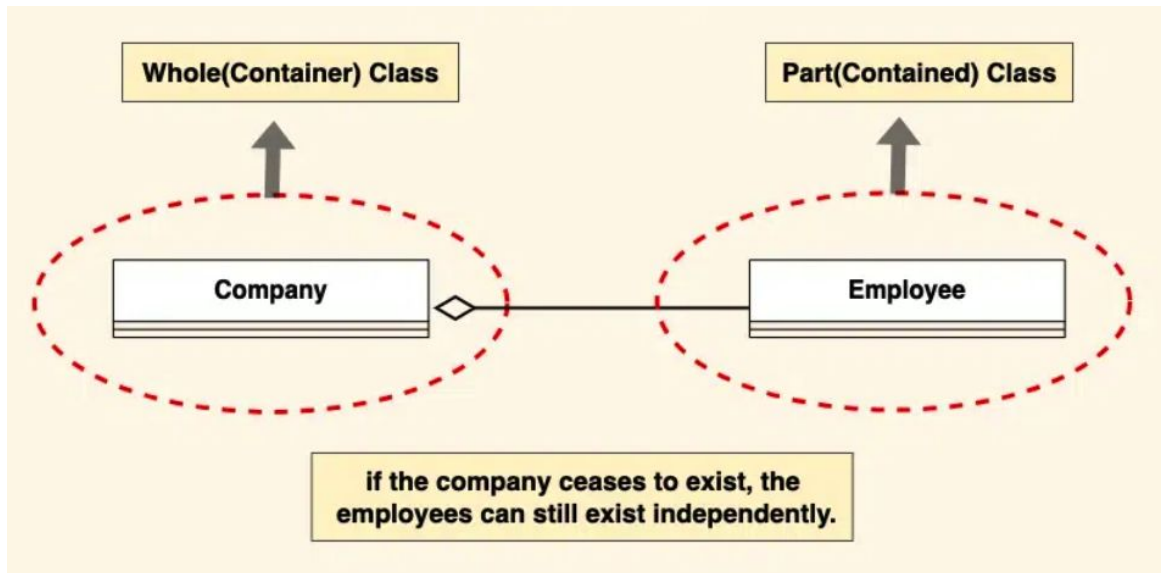 Whole(Container) Class
Part(Contained) Class
Company
Employee
if the company ceases to exist, the
employees can still exist independently.